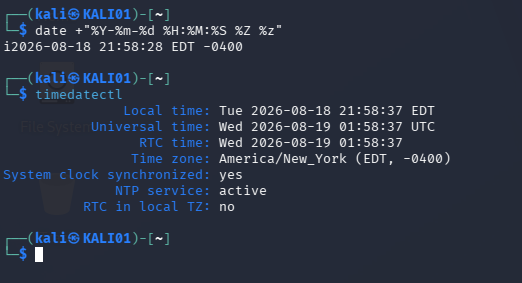 ┌──(kali㉿KALI01)-[~]
└─$ date +"%Y-%m-%d %H:%M:%S %Z %z"
i2026-08-18 21:58:28 EDT -0400
┌──(kali㉿KALI01)-[~]
└─$ timedatectl
Local time: Tue 2026-08-18 21:58:37 EDT
Universal time: Wed 2026-08-19 01:58:37 UTC
RTC time: Wed 2026-08-19 01:58:37
Time zone: America/New_York (EDT, -0400)
System clock synchronized: yes
NTP service: active
RTC in local TZ: no
┌──(kali㉿KALI01)-[~]
└─$